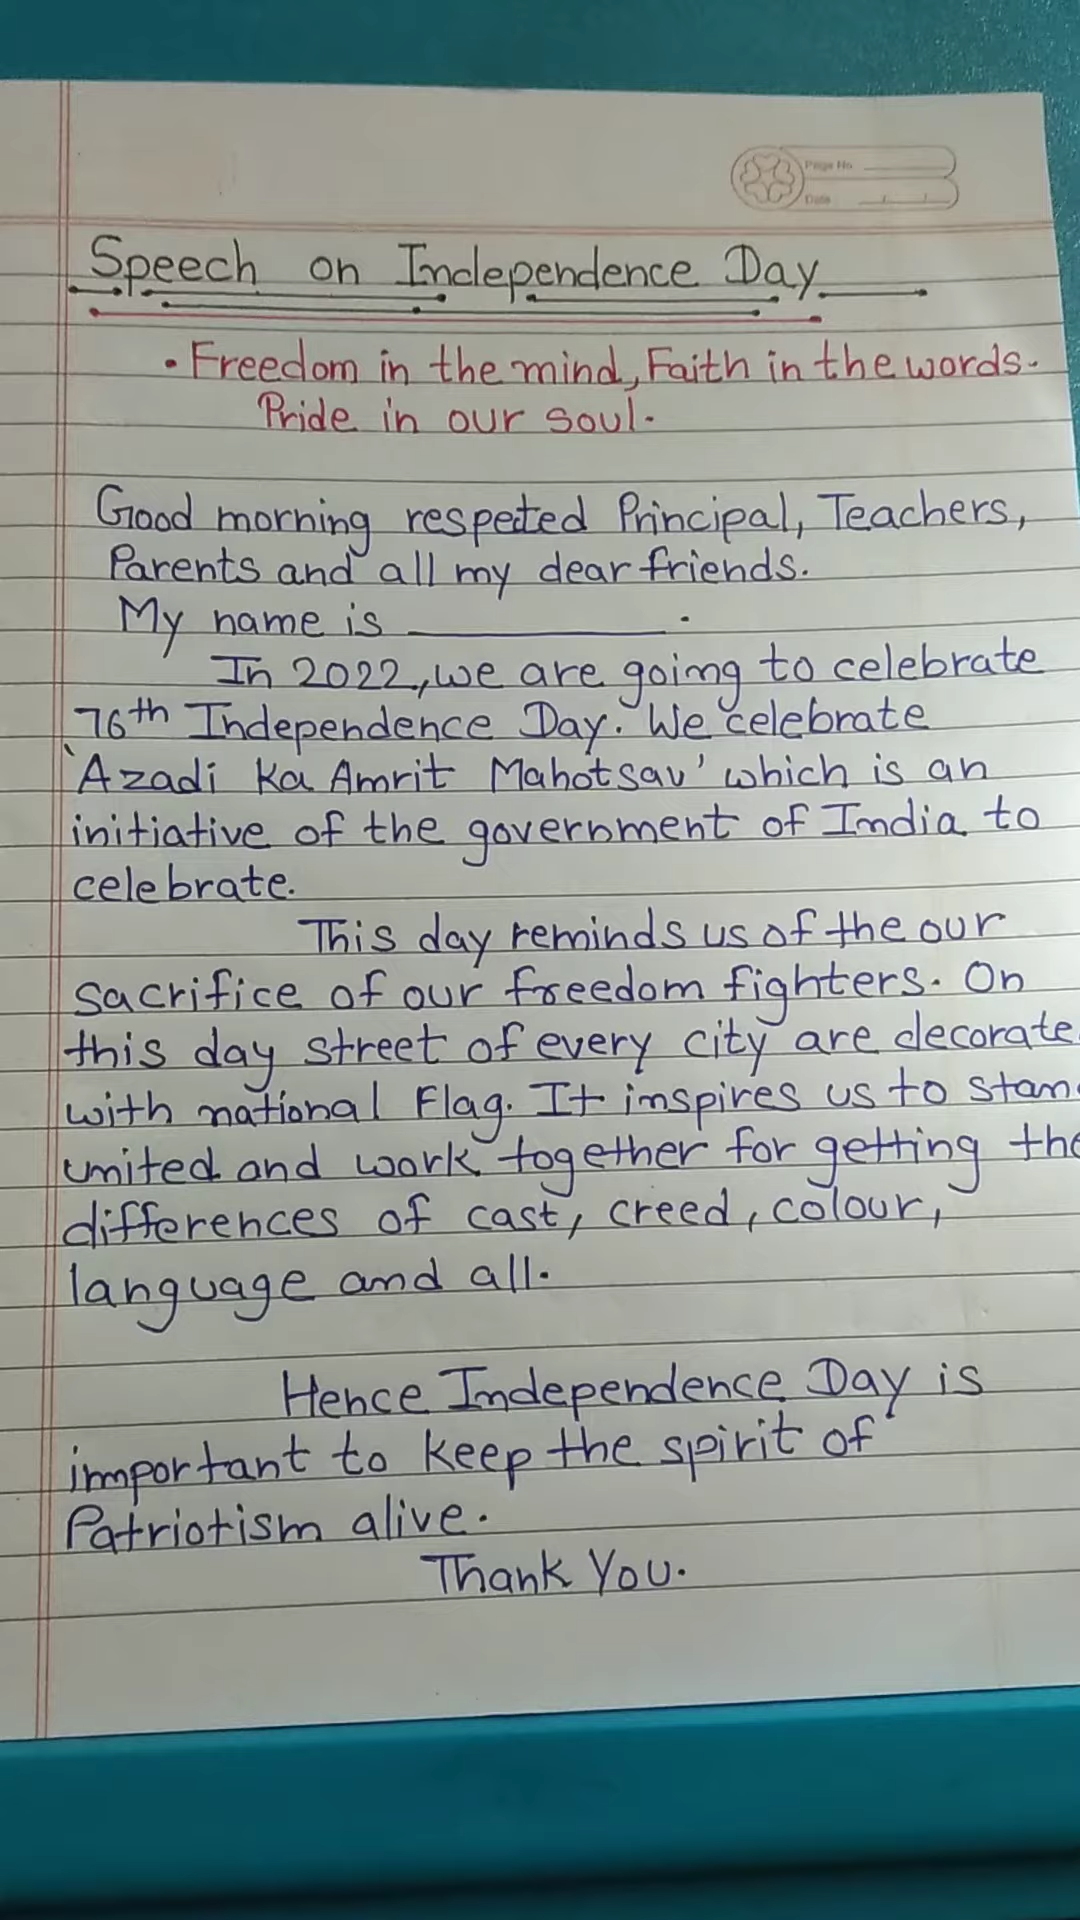 Page No
Date
Speech on Independence Day
• Freedom in the mind, Faith in the words.
Pride in our soul.
Good morning respected Principal, Teachers,
Parents and all my dear friends.
My name is __________.
In 2022, we are going to celebrate
76th Independence Day. We celebrate
'Azadi Ka Amrit Mahotsav' which is an
initiative of the government of India to
celebrate.
This day reminds us of the our
sacrifice of our freedom fighters. On
this day street of every city are decorate
with national Flag. It inspires us to stan
united and work together for getting the
differences of cast, creed, colour,
language and all.
Hence Independence Day is
important to keep the spirit of
Patriotism alive.
Thank You.